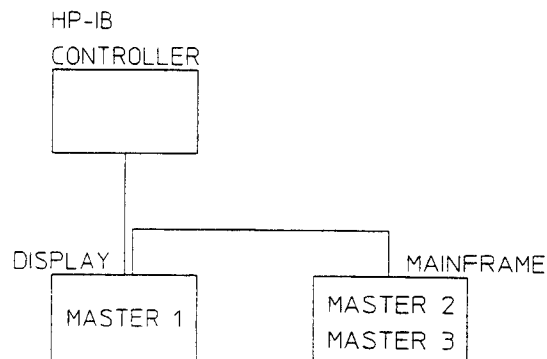 HP-IB
CONTROLLER
DISPLAY
MAINFRAME
MASTER 1
MASTER 2
MASTER 3